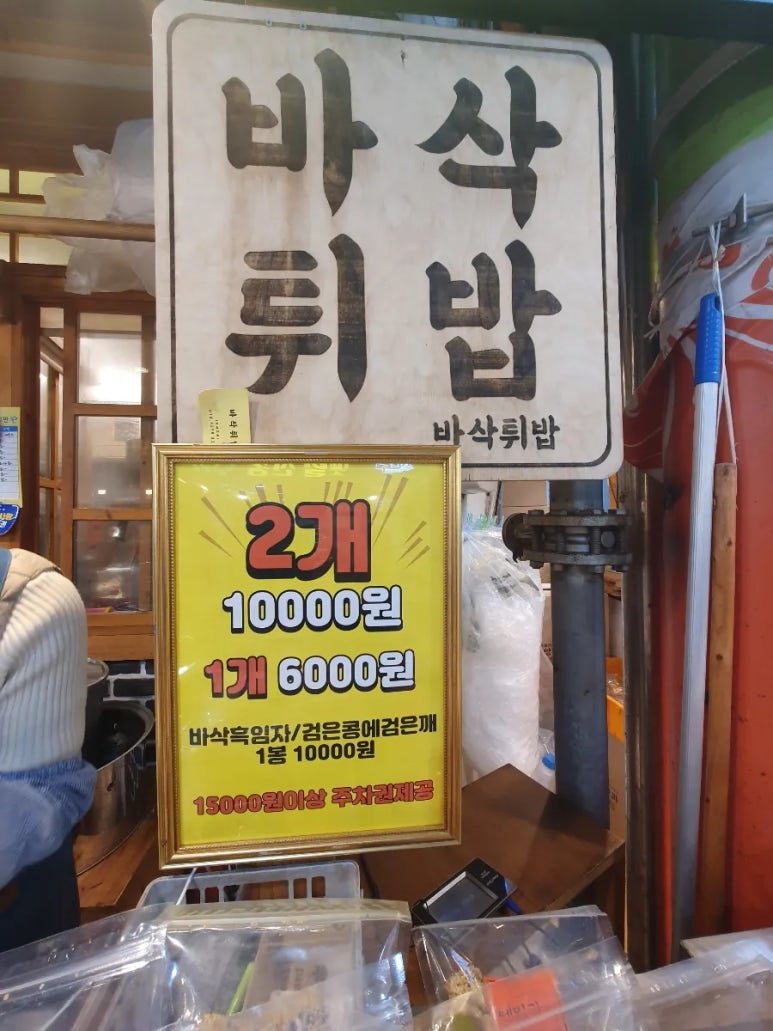 바삭
튀밥
바삭튀밥
2개
10000원
1개 6000원
바삭흑임자/검은콩에검은깨
1봉 10000원
15000원이상 주차권제공